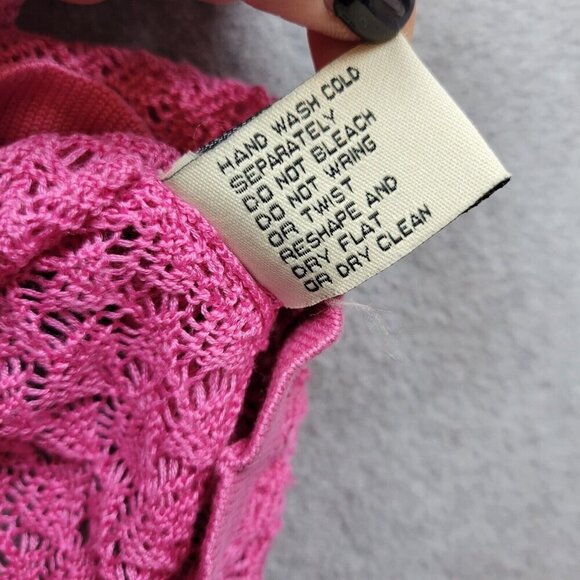 HAND WASH COLD
SEPARATELY
DO NOT BLEACH
DO NOT WRING
OR TWIST
RESHAPE AND
DRY FLAT
OR DRY CLEAN